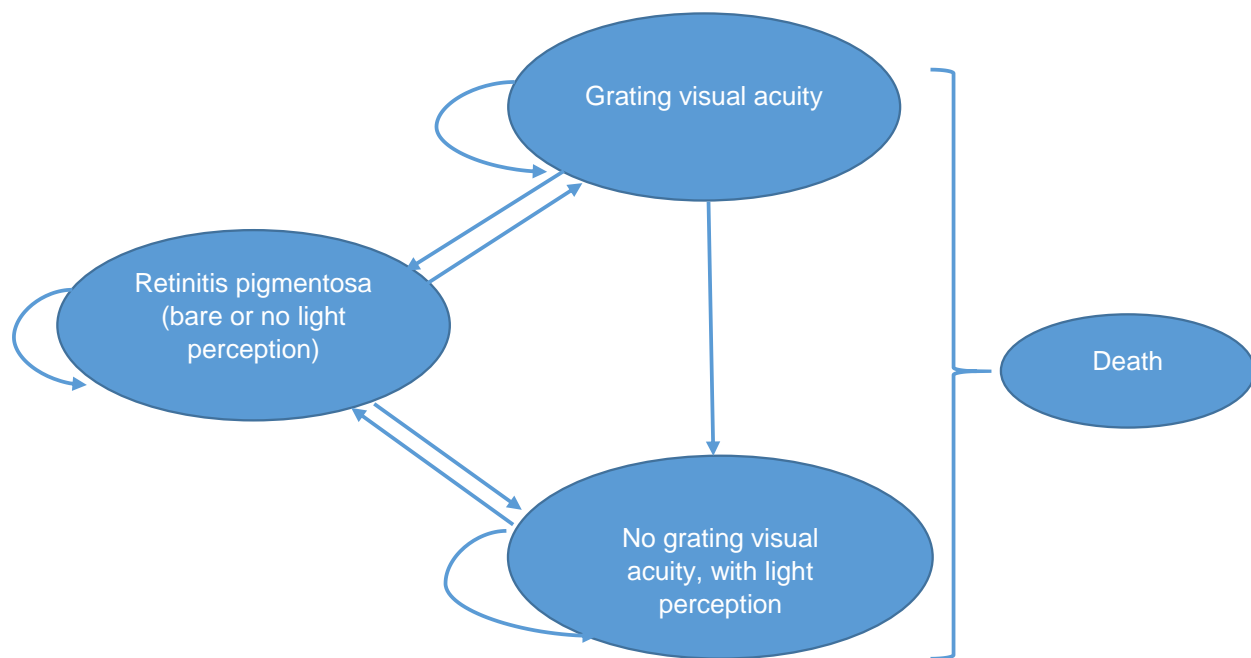 Grating visual acuity
Retinitis pigmentosa
(bare or no light
perception)
Death
No grating visual
acuity, with light
perception